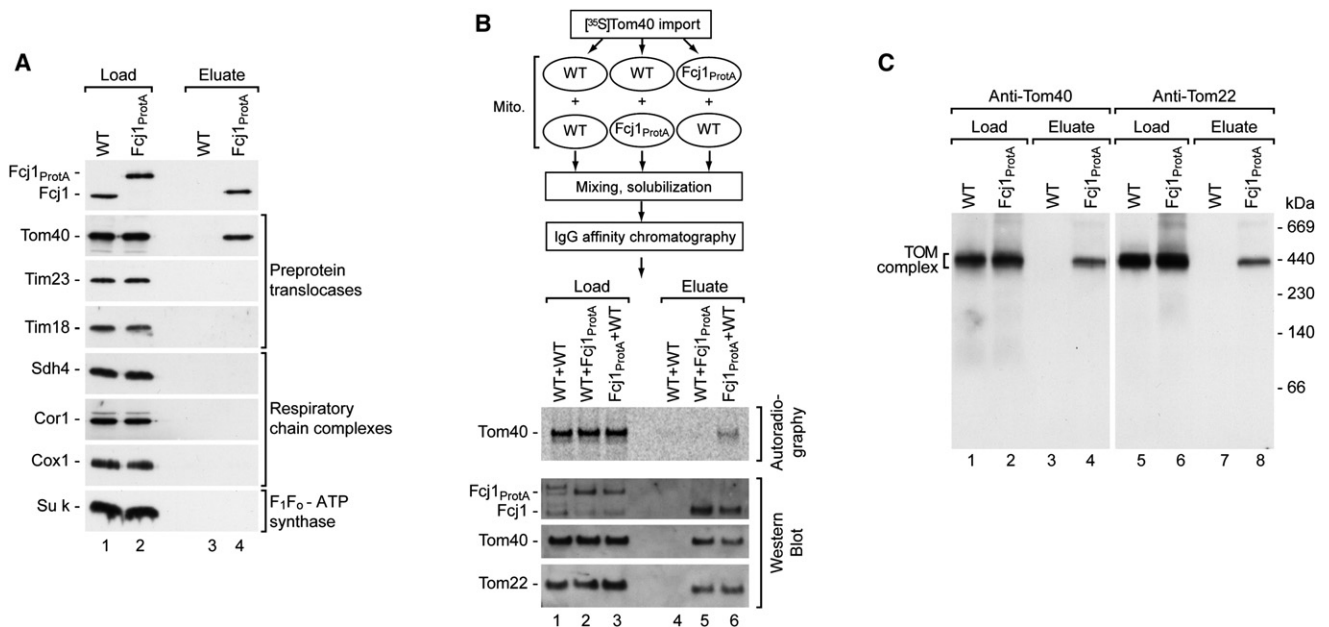 A
Load
Eluate
WT
Fcj1ProtA
WT
Fcj1ProtA
Fcj1ProtA -
Fcj1 -
Tom40 -
Tim23 -
Tim18 -
Preprotein
translocases
Sdh4 -
Cor1 -
Cox1 -
Respiratory
chain complexes
Su k -
F1Fo - ATP
synthase
1 2 3 4
B
[35S]Tom40 import
Mito.
WT WT Fcj1ProtA
+ + +
WT Fcj1ProtA WT
Mixing, solubilization
IgG affinity chromatography
Load
Eluate
WT+WT
WT+Fcj1ProtA
Fcj1ProtA+WT
WT+WT
WT+Fcj1ProtA
Fcj1ProtA+WT
Tom40 -
Autoradio-
graphy
Fcj1ProtA -
Fcj1 -
Tom40 -
Tom22 -
Western
Blot
1 2 3 4 5 6
C
Anti-Tom40
Anti-Tom22
Load
Eluate
Load
Eluate
WT
Fcj1ProtA
WT
Fcj1ProtA
WT
Fcj1ProtA
WT
Fcj1ProtA
kDa
TOM
complex
- 669
- 440
- 230
- 140
- 66
1 2 3 4 5 6 7 8